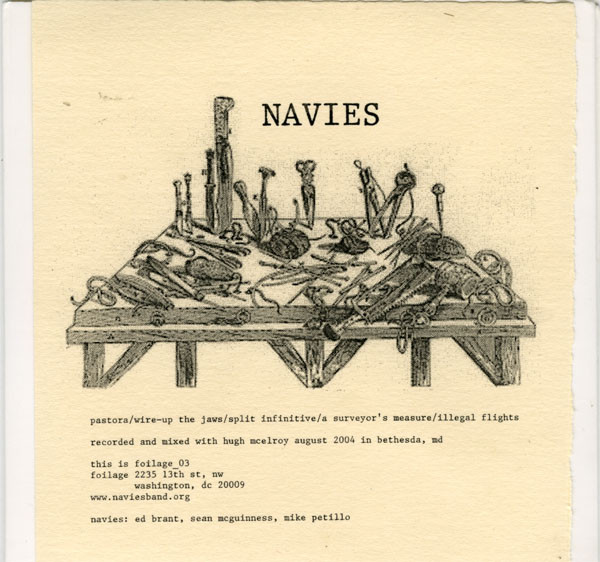 NAVIES
pastora/wire-up the jaws/split infinitive/a surveyor's measure/illegal flights
recorded and mixed with hugh mcelroy august 2004 in bethesda, md
this is foilage_03
foilage 2235 13th st, nw
washington, dc 20009
www.naviesband.org
navies: ed brant, sean mcguinness, mike petillo